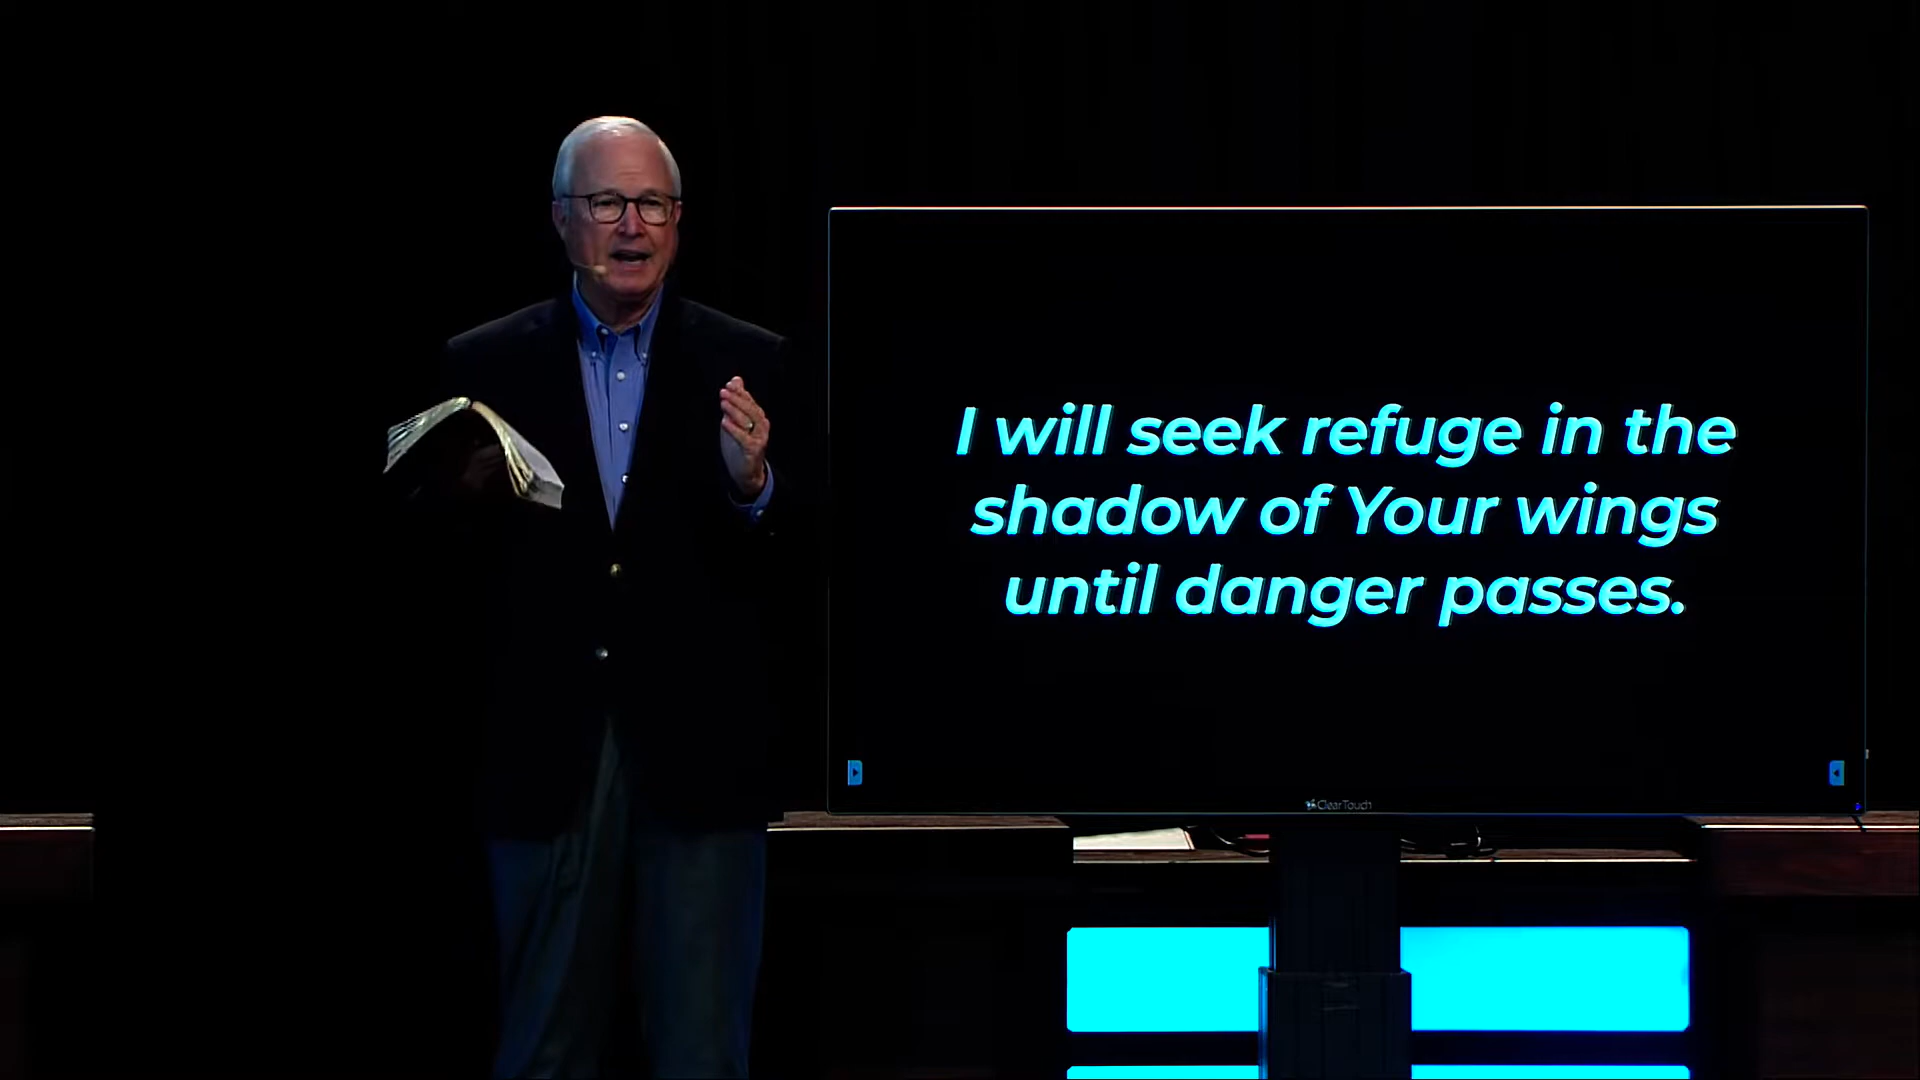 I will seek refuge in the
shadow of Your wings
until danger passes.
ClearTouch